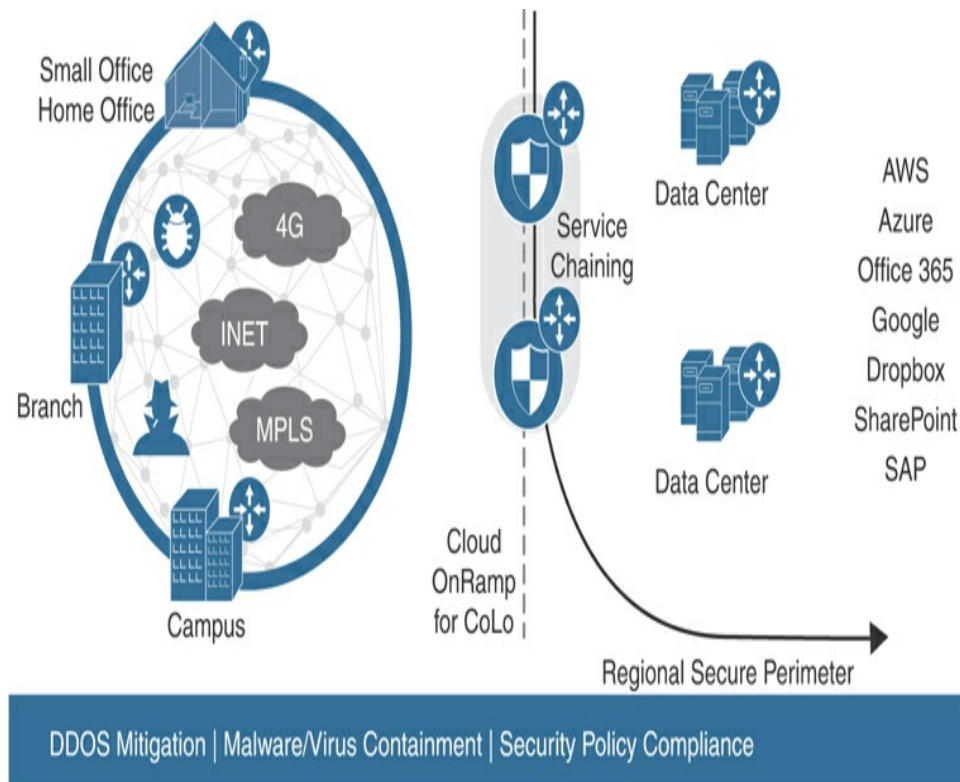 Small Office
Home Office
4G
INET
MPLS
Branch
Campus
Service
Chaining
Cloud
OnRamp
for CoLo
Data Center
Data Center
AWS
Azure
Office 365
Google
Dropbox
SharePoint
SAP
Regional Secure Perimeter
DDOS Mitigation | Malware/Virus Containment | Security Policy Compliance